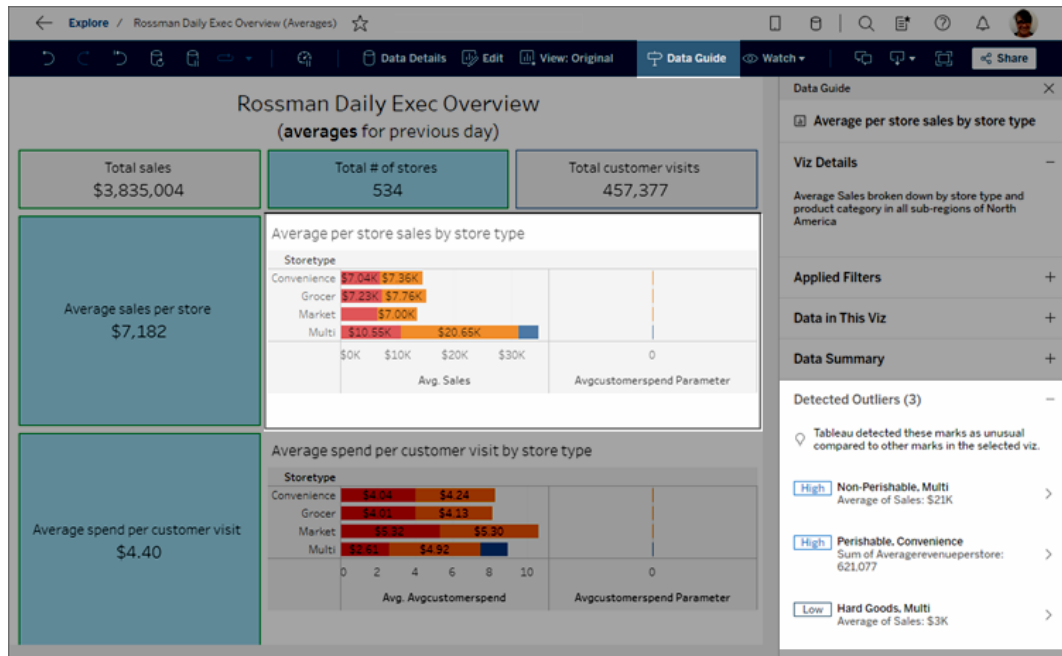 Explore / Rossman Daily Exec Overview (Averages)
Data Details Edit View: Original Data Guide Watch Share
Rossman Daily Exec Overview
(averages for previous day)
Total sales
$3,835,004
Total # of stores
534
Total customer visits
457,377
Average sales per store
$7,182
Average per store sales by store type
Storetype
Convenience $7.04K $7.36K
Grocer $7.23K $7.76K
Market $7.00K
Multi $10.55K $20.65K
$0K $10K $20K $30K 0
Avg. Sales Avgcustomerspend Parameter
Average spend per customer visit
$4.40
Average spend per customer visit by store type
Storetype
Convenience $4.04 $4.24
Grocer $4.01 $4.13
Market $5.32 $5.30
Multi $2.61 $4.92
0 2 4 6 8 10 0
Avg. Avgcustomerspend Avgcustomerspend Parameter
Data Guide
Average per store sales by store type
Viz Details
Average Sales broken down by store type and
product category in all sub-regions of North
America
Applied Filters
Data in This Viz
Data Summary
Detected Outliers (3)
Tableau detected these marks as unusual
compared to other marks in the selected viz.
High Non-Perishable, Multi
Average of Sales: $21K
High Perishable, Convenience
Sum of Averagerevenueperstore:
621,077
Low Hard Goods, Multi
Average of Sales: $3K